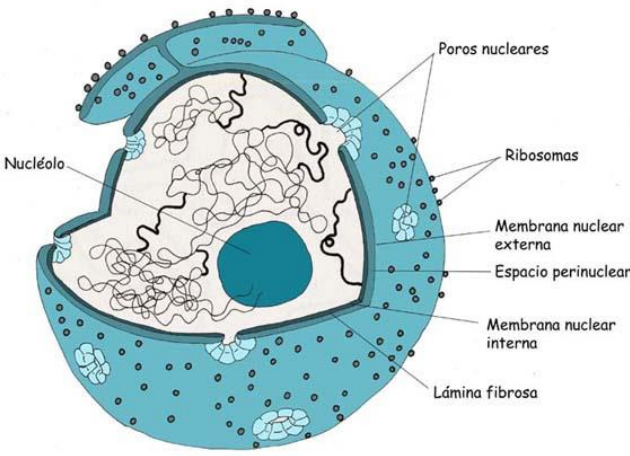 Poros nucleares
Nucléolo
Ribosomas
Membrana nuclear
externa
Espacio perinuclear
Membrana nuclear
interna
Lámina fibrosa